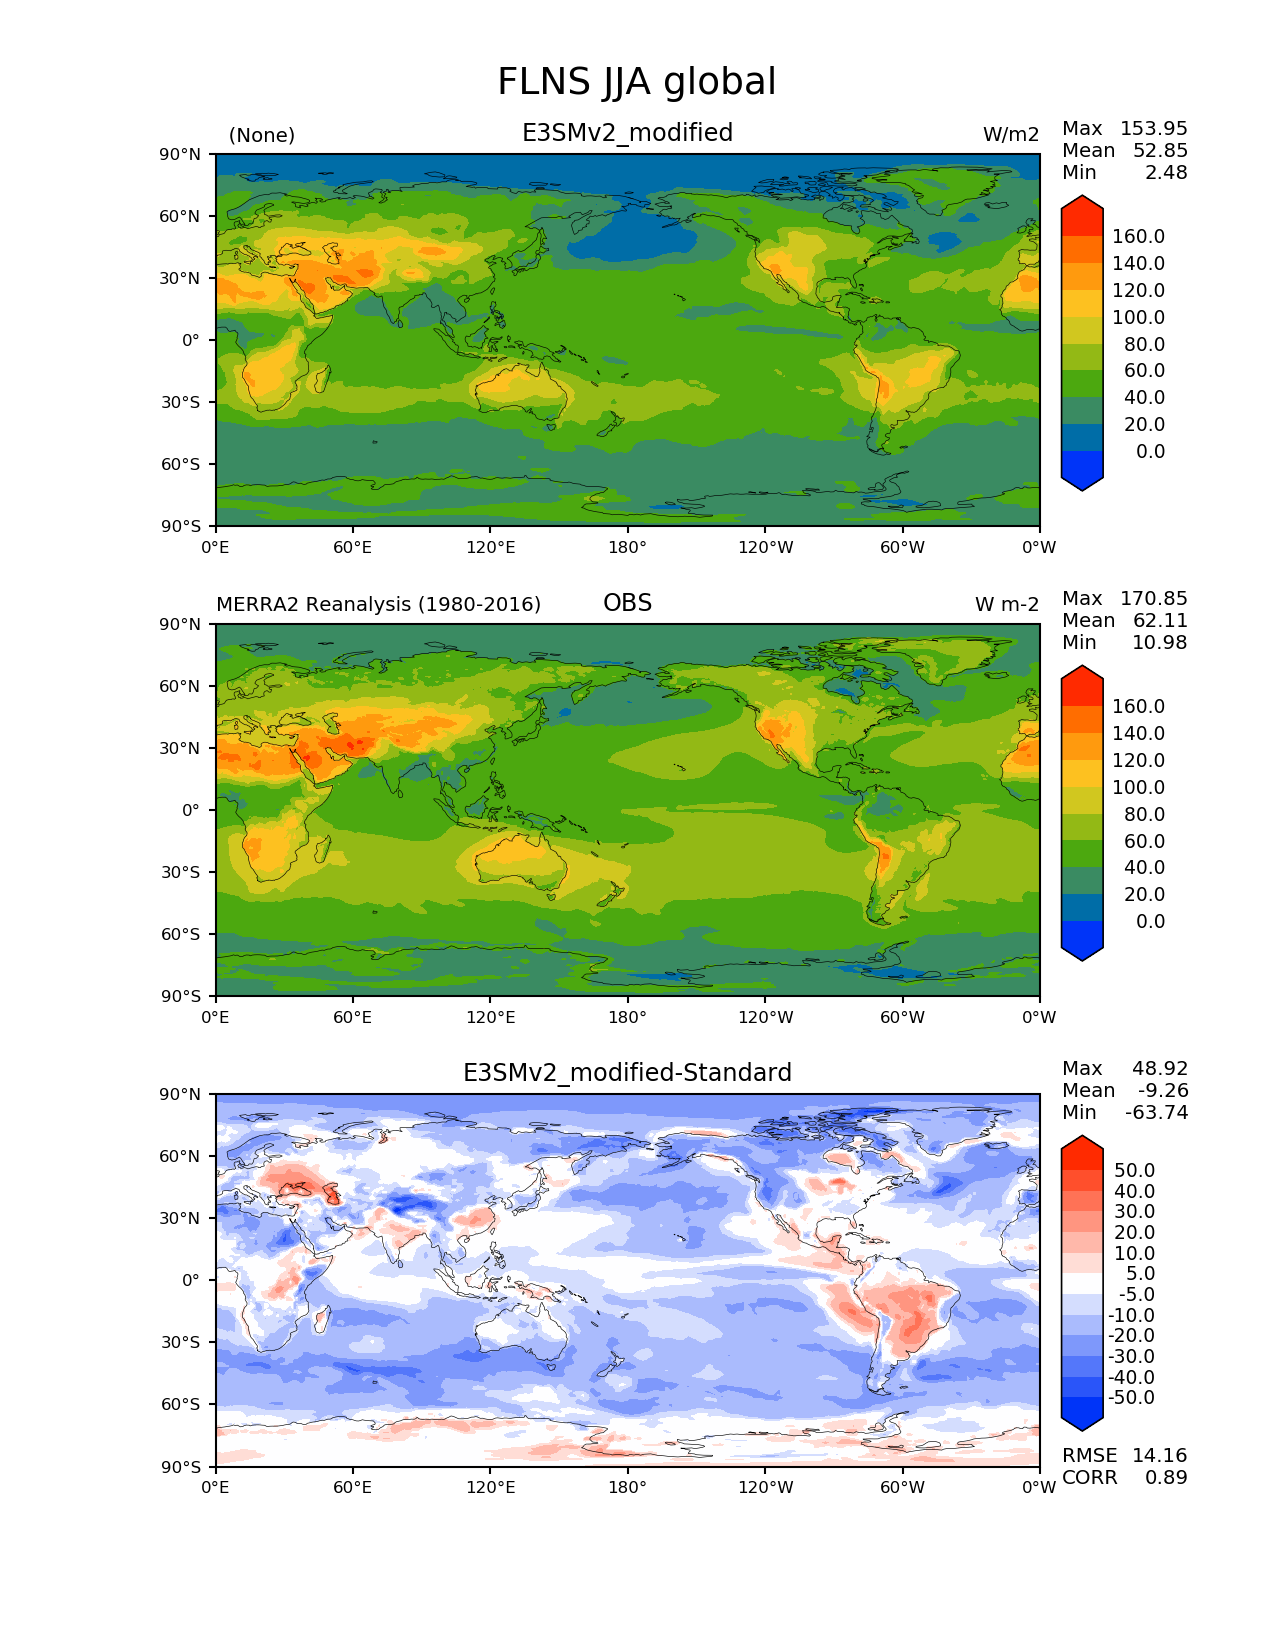 FLNS JJA global
(None) E3SMv2_modified W/m2
Max 153.95
Mean 52.85
Min 2.48
90°N
60°N
30°N
0°
30°S
60°S
90°S
0°E 60°E 120°E 180° 120°W 60°W 0°W
160.0
140.0
120.0
100.0
80.0
60.0
40.0
20.0
0.0
MERRA2 Reanalysis (1980-2016) OBS W m-2
Max 170.85
Mean 62.11
Min 10.98
90°N
60°N
30°N
0°
30°S
60°S
90°S
0°E 60°E 120°E 180° 120°W 60°W 0°W
160.0
140.0
120.0
100.0
80.0
60.0
40.0
20.0
0.0
E3SMv2_modified-Standard
Max 48.92
Mean -9.26
Min -63.74
90°N
60°N
30°N
0°
30°S
60°S
90°S
0°E 60°E 120°E 180° 120°W 60°W 0°W
50.0
40.0
30.0
20.0
10.0
5.0
-5.0
-10.0
-20.0
-30.0
-40.0
-50.0
RMSE 14.16
CORR 0.89